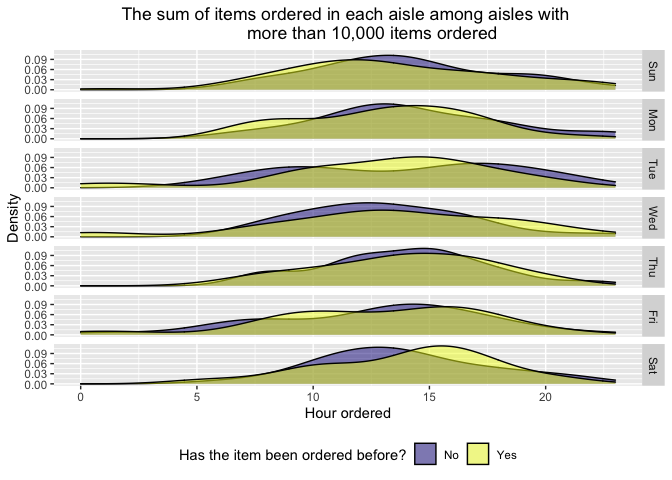 The sum of items ordered in each aisle among aisles with
more than 10,000 items ordered
Density
0.09
0.06
0.03
0.00
Sun
0.09
0.06
0.03
0.00
Mon
0.09
0.06
0.03
0.00
Tue
0.09
0.06
0.03
0.00
Wed
0.09
0.06
0.03
0.00
Thu
0.09
0.06
0.03
0.00
Fri
0.09
0.06
0.03
0.00
Sat
0 5 10 15 20
Hour ordered
Has the item been ordered before? No Yes